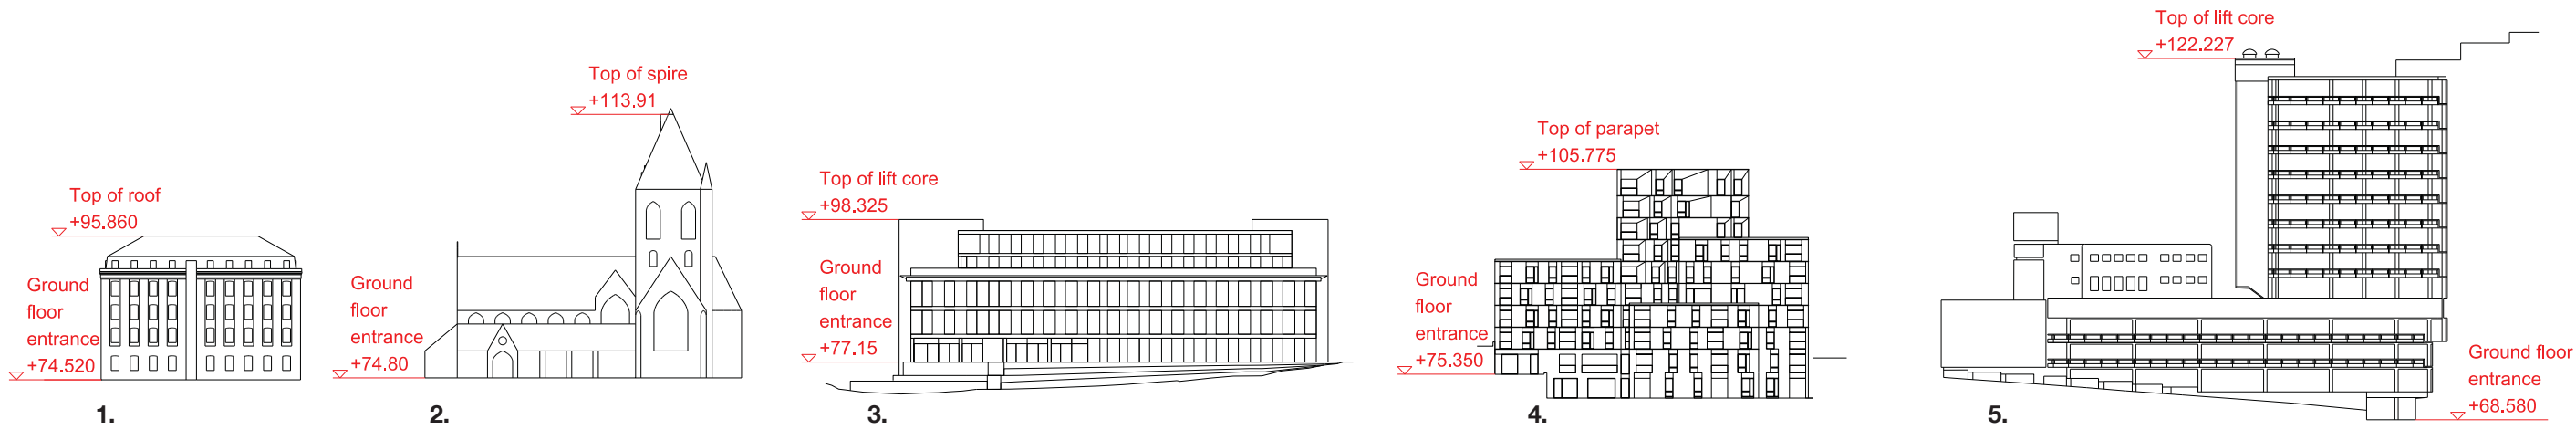 Top of roof
+95.860
Ground
floor
entrance
+74.520
1.
Top of spire
+113.91
Ground
floor
entrance
+74.80
2.
Top of lift core
+98.325
Ground
floor
entrance
+77.15
3.
Top of parapet
+105.775
Ground
floor
entrance
+75.350
4.
Top of lift core
+122.227
Ground floor
entrance
+68.580
5.